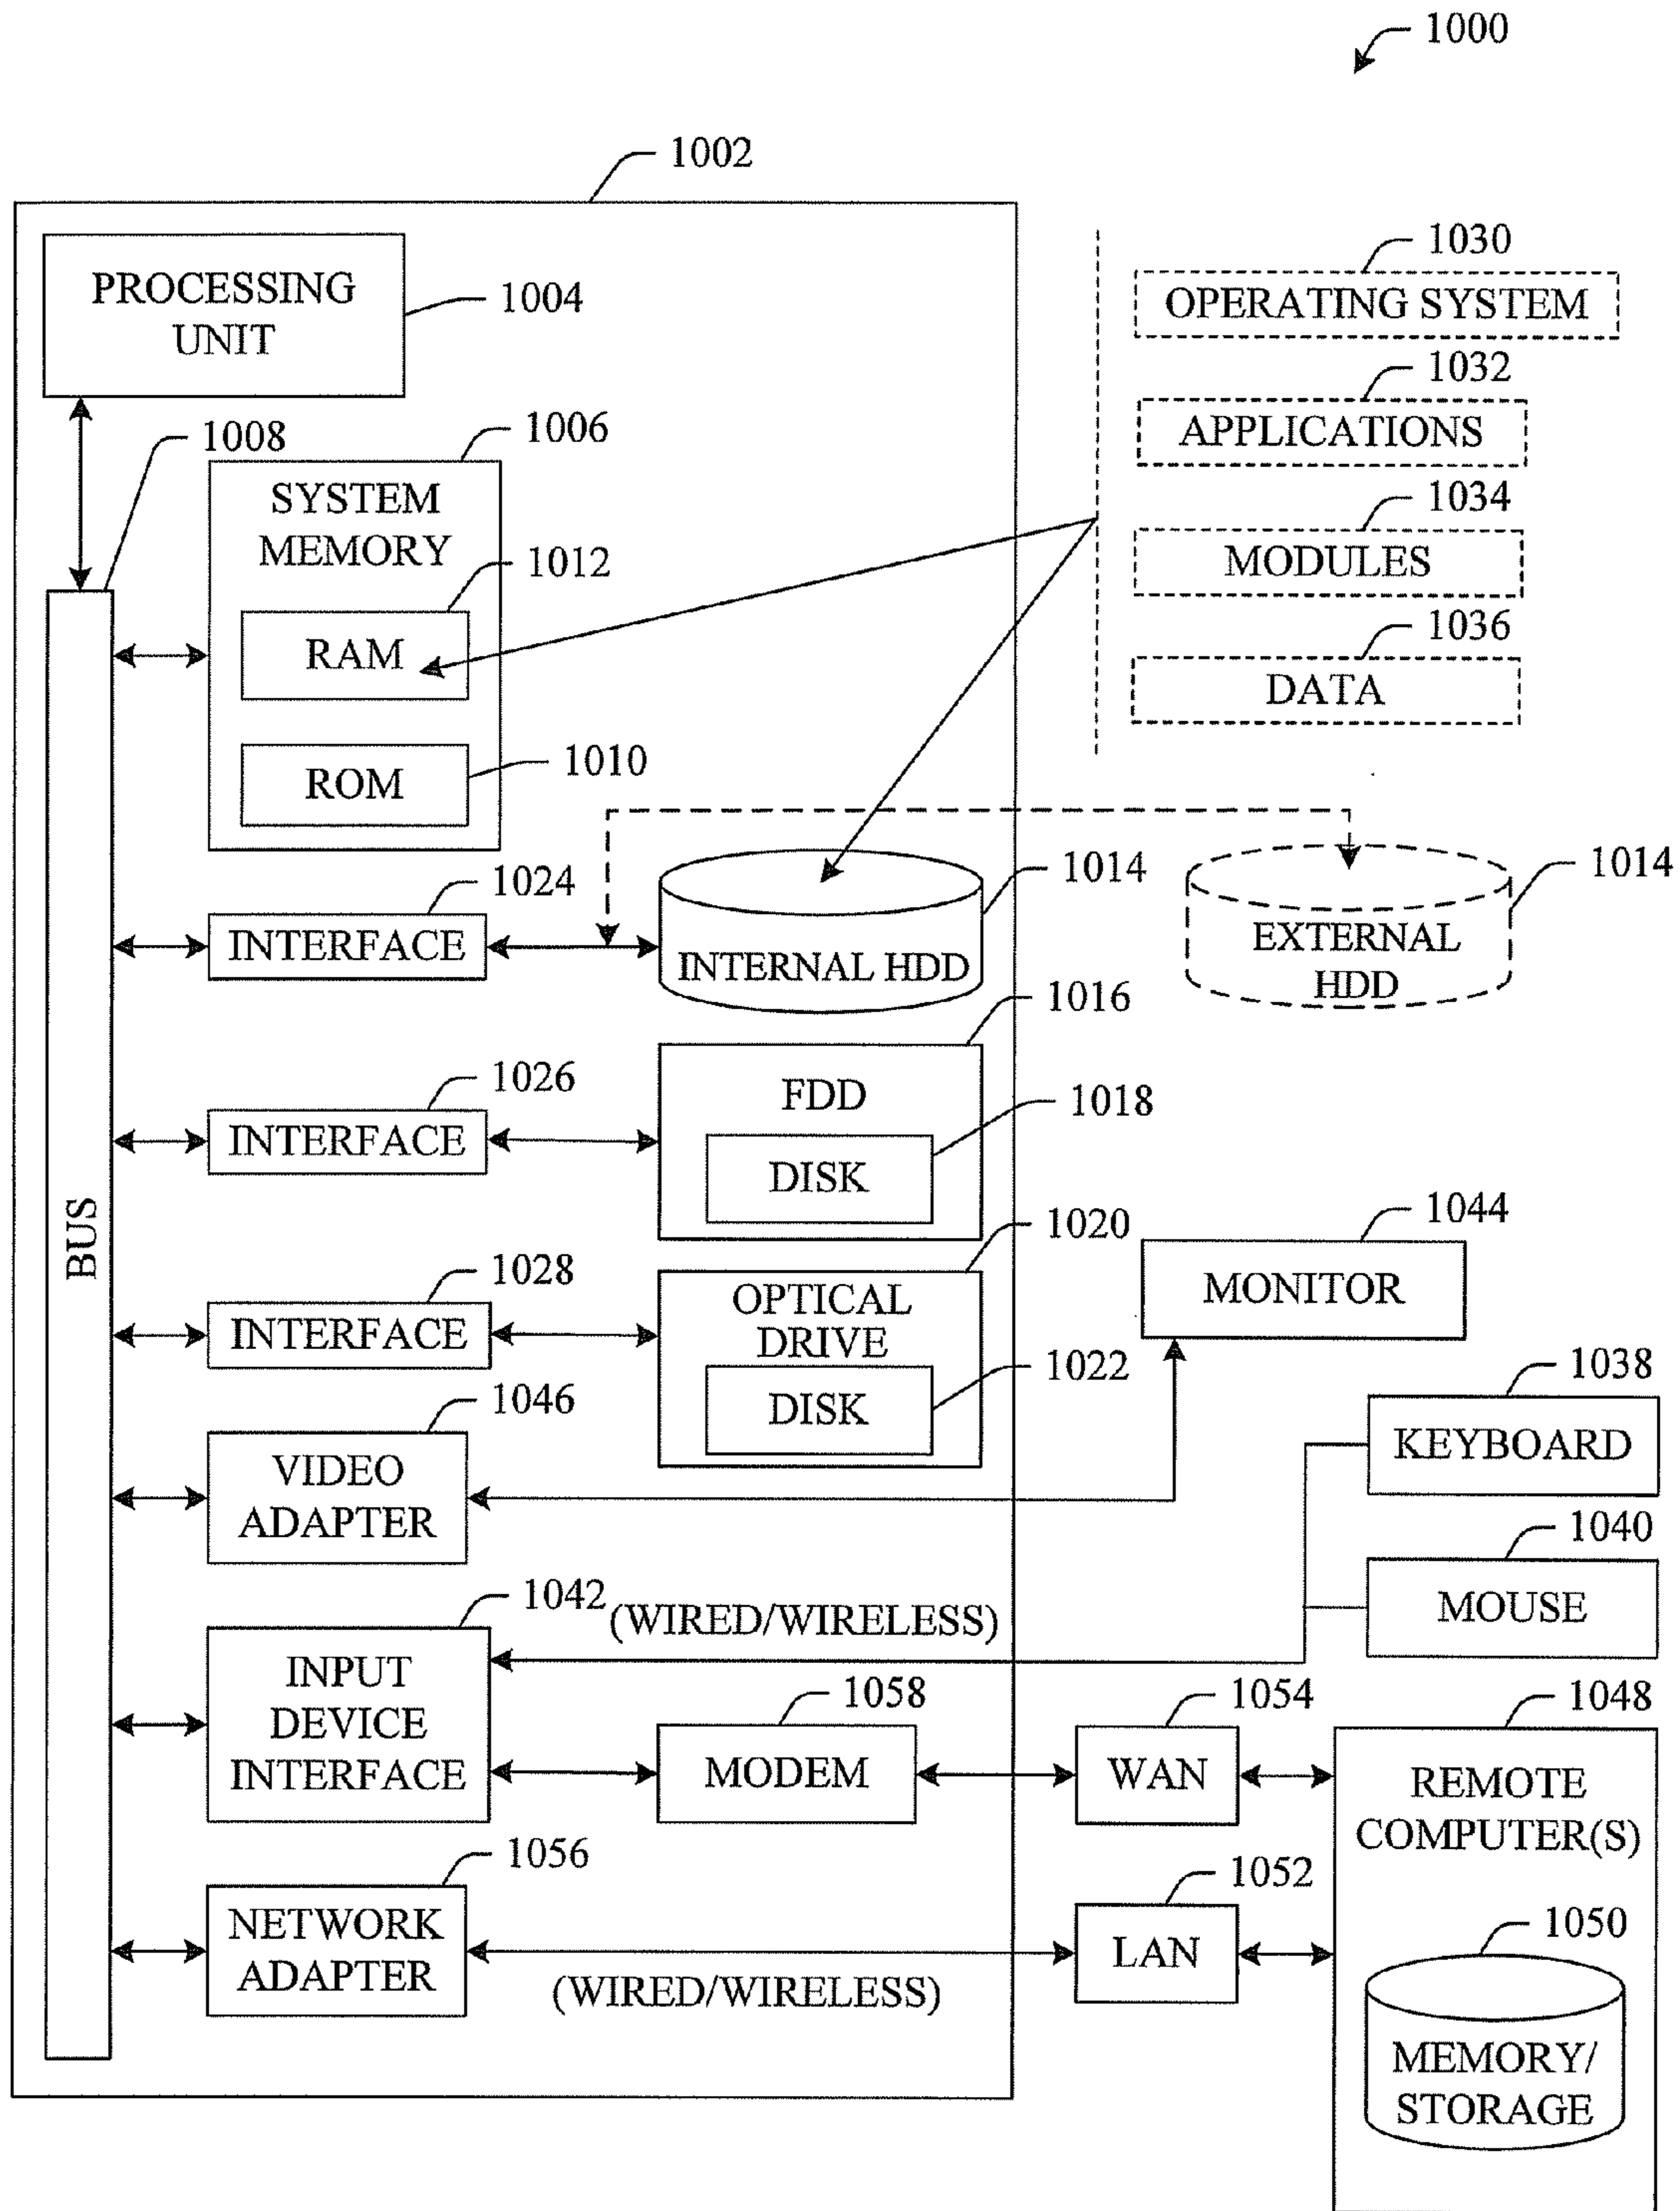 1000
1002
PROCESSING
UNIT
1004
1030
OPERATING SYSTEM
1032
APPLICATIONS
1034
MODULES
1036
DATA
1008
1006
SYSTEM
MEMORY
1012
RAM
1010
ROM
1024
INTERFACE
1014
INTERNAL HDD
1014
EXTERNAL
HDD
1026
INTERFACE
1016
FDD
1018
DISK
BUS
1028
INTERFACE
1020
OPTICAL
DRIVE
1022
DISK
1044
MONITOR
1046
VIDEO
ADAPTER
1038
KEYBOARD
1040
MOUSE
1042
(WIRED/WIRELESS)
INPUT
DEVICE
INTERFACE
1058
MODEM
1054
WAN
1048
REMOTE
COMPUTER(S)
1056
NETWORK
ADAPTER
(WIRED/WIRELESS)
1052
LAN
1050
MEMORY/
STORAGE